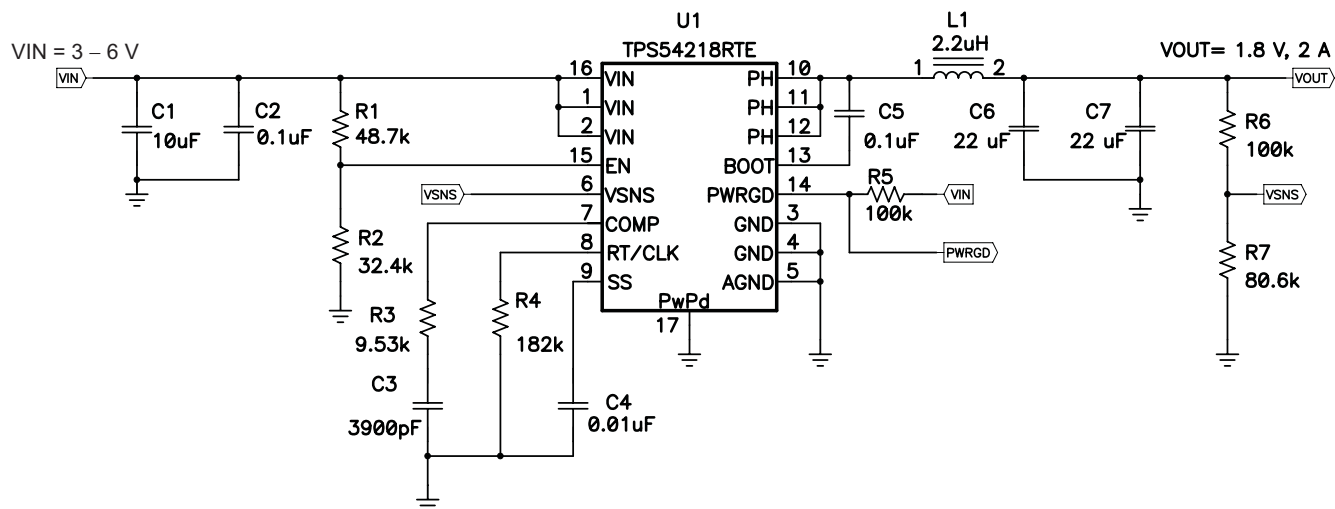 U1
TPS54218RTE
L1
2.2uH
VIN = 3 – 6 V
VOUT= 1.8 V, 2 A
VIN
16
VIN
PH
10
1
2
VOUT
C1
10uF
C2
0.1uF
R1
48.7k
1
VIN
PH
11
2
VIN
PH
12
C5
0.1uF
C6
22 uF
C7
22 uF
R6
100k
15
EN
BOOT
13
VSNS
6
VSNS
PWRGD
14
R5
100k
VIN
VSNS
7
COMP
GND
3
R2
32.4k
8
RT/CLK
GND
4
PWRGD
R7
80.6k
9
SS
AGND
5
PwPd
17
R3
9.53k
R4
182k
C3
3900pF
C4
0.01uF